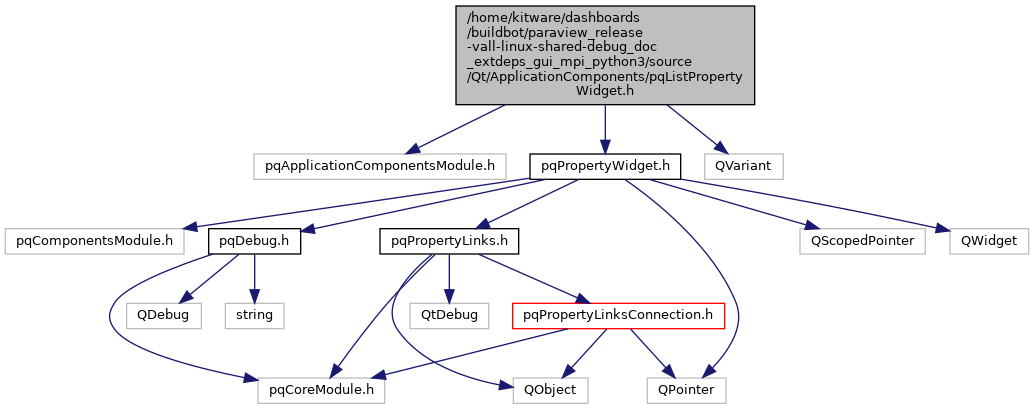 /home/kitware/dashboards
/buildbot/paraview_release
-vall-linux-shared-debug_doc
_extdeps_gui_mpi_python3/source
/Qt/ApplicationComponents/pqListProperty
Widget.h
pqApplicationComponentsModule.h
pqPropertyWidget.h
QVariant
pqComponentsModule.h
pqDebug.h
pqPropertyLinks.h
QScopedPointer
QWidget
QDebug
string
QtDebug
pqPropertyLinksConnection.h
pqCoreModule.h
QObject
QPointer